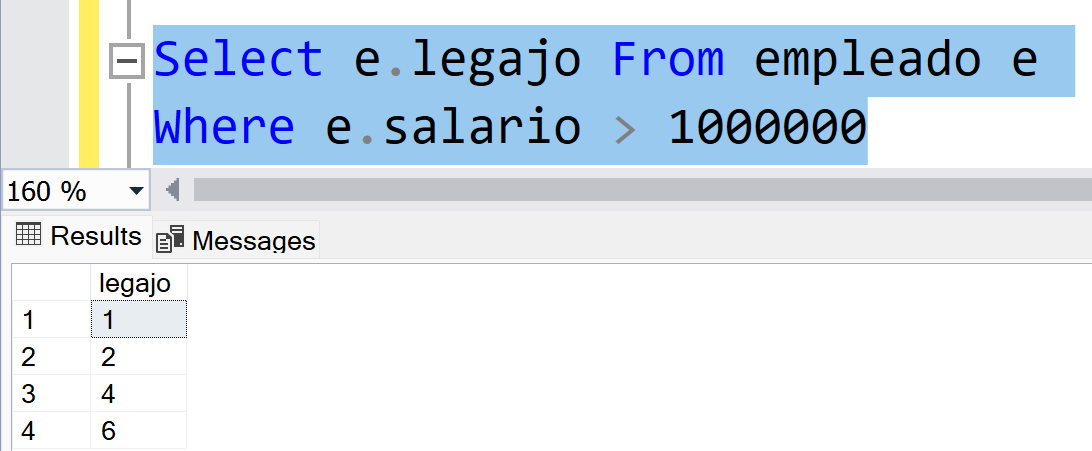 Select e.legajo From empleado e
Where e.salario > 1000000
160 %
Results Messages
legajo
1 1
2 2
3 4
4 6